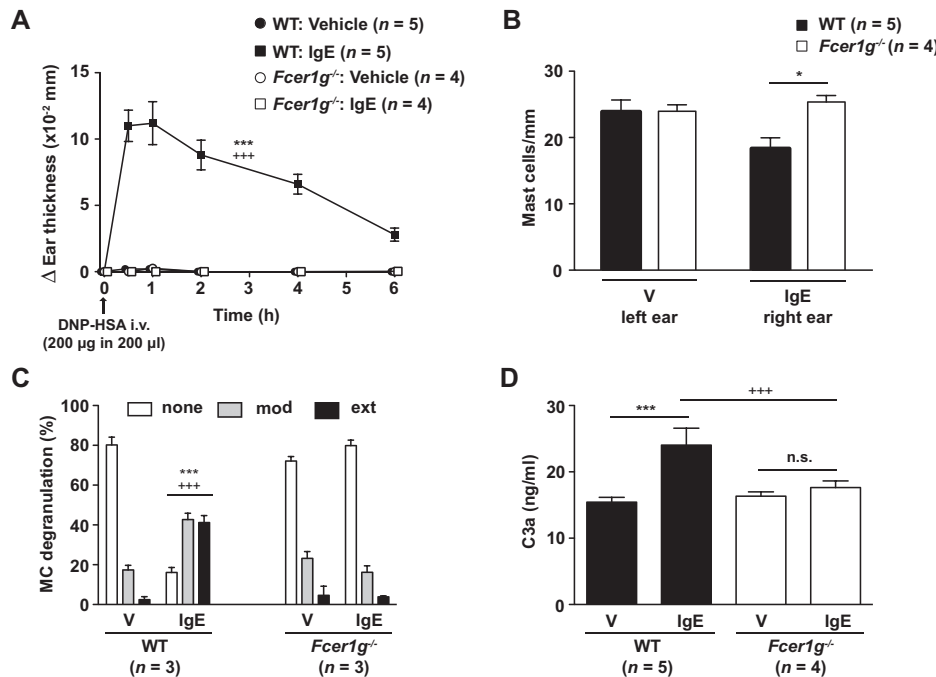 A
WT: Vehicle (n = 5)
WT: IgE (n = 5)
Fcer1g-/-: Vehicle (n = 4)
Fcer1g-/-: IgE (n = 4)
Δ Ear thickness (x10-2 mm)
15
10
5
0
***
+++
0 1 2 3 4 5 6
Time (h)
DNP-HSA i.v.
(200 µg in 200 µl)
B
WT (n = 5)
Fcer1g-/- (n = 4)
Mast cells/mm
30
20
10
0
*
V
left ear
IgE
right ear
C
none mod ext
MC degranulation (%)
100
80
60
40
20
0
***
+++
V IgE V IgE
WT
(n = 3)
Fcer1g-/-
(n = 3)
D
C3a (ng/ml)
30
20
10
0
***
+++
n.s.
V IgE V IgE
WT
(n = 5)
Fcer1g-/-
(n = 4)